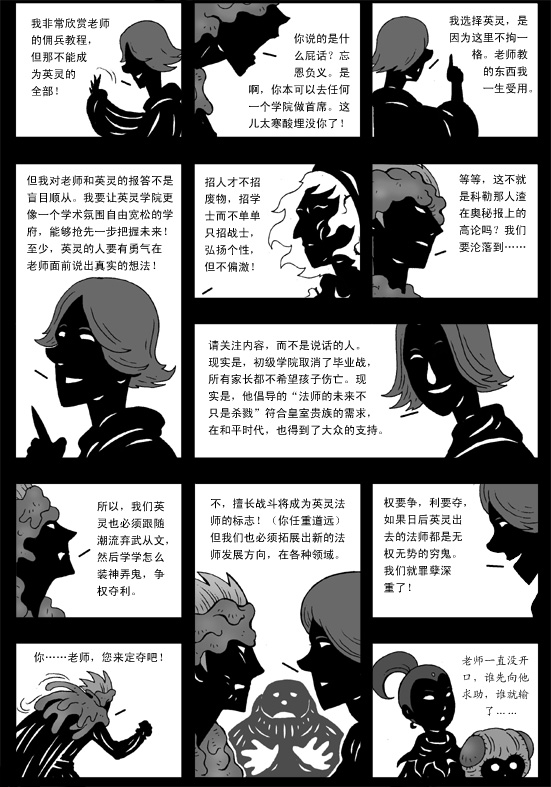 我非常欣赏老师
的佣兵教程，
但那不能成
为英灵的
全部！
你说的是什
么屁话？忘
恩负义。是
啊，你本可以去任何
一个学院做首席。这
儿太寒酸埋没你了！
我选择英灵，是
因为这里不拘一
格。老师教
的东西我
一生受用。
但我对老师和英灵的报答不是
盲目顺从。我要让英灵学院更
像一个学术氛围自由宽松的学
府，能够抢先一步把握未来！
至少，英灵的人要有勇气在
老师面前说出真实的想法！
招人才不招
废物，招学
士而不单单
只招战士，
弘扬个性，
但不偏激！
等等，这不就
是科勒那人渣
在奥秘报上的
高论吗？我们
要沦落到……
请关注内容，而不是说话的人。
现实是，初级学院取消了毕业战，
所有家长都不希望孩子伤亡。现
实是，他倡导的“法师的未来不
只是杀戮”符合皇室贵族的需求，
在和平时代，也得到了大众的支持。
所以，我们英
灵也必须跟随
潮流弃武从文，
然后学学怎么
装神弄鬼，争
权夺利。
不，擅长战斗将成为英灵法
师的标志！（你任重道远）
但我们也必须拓展出新的法
师发展方向，在各种领域。
权要争，利要夺，
如果日后英灵出
去的法师都是无
权无势的穷鬼。
我们就罪孽深
重了！
你……老师，您来定夺吧！
老师一直没开
口，谁先向他
求助，谁就输
了……